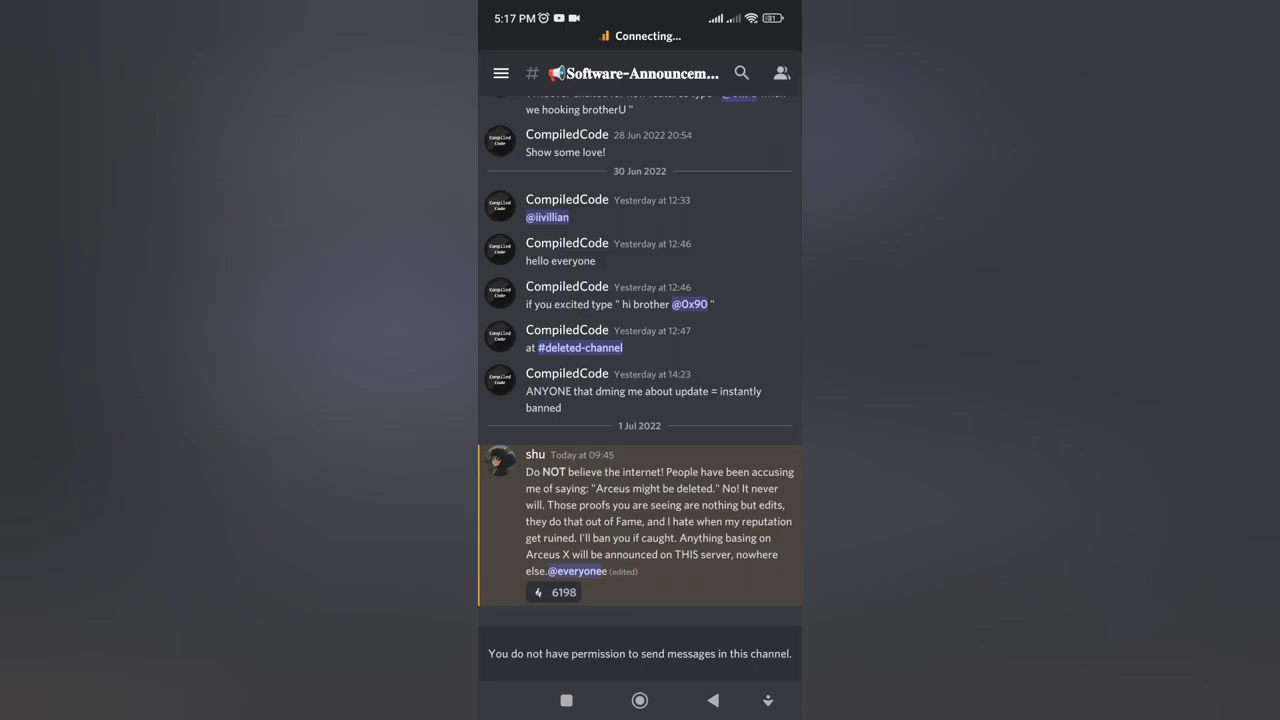 5:17 PM
31
Connecting...
# 📢Software-Announcem...
we hooking brotherU "
CompiledCode 28 Jun 2022 20:54
Show some love!
30 Jun 2022
CompiledCode Yesterday at 12:33
@iivillian
CompiledCode Yesterday at 12:46
hello everyone
CompiledCode Yesterday at 12:46
if you excited type " hi brother @0x90 "
CompiledCode Yesterday at 12:47
at #deleted-channel
CompiledCode Yesterday at 14:23
ANYONE that dming me about update = instantly
banned
1 Jul 2022
shu Today at 09:45
Do NOT believe the internet! People have been accusing
me of saying: "Arceus might be deleted." No! It never
will. Those proofs you are seeing are nothing but edits,
they do that out of Fame, and I hate when my reputation
get ruined. I'll ban you if caught. Anything basing on
Arceus X will be announced on THIS server, nowhere
else.@everyonee (edited)
6198
You do not have permission to send messages in this channel.